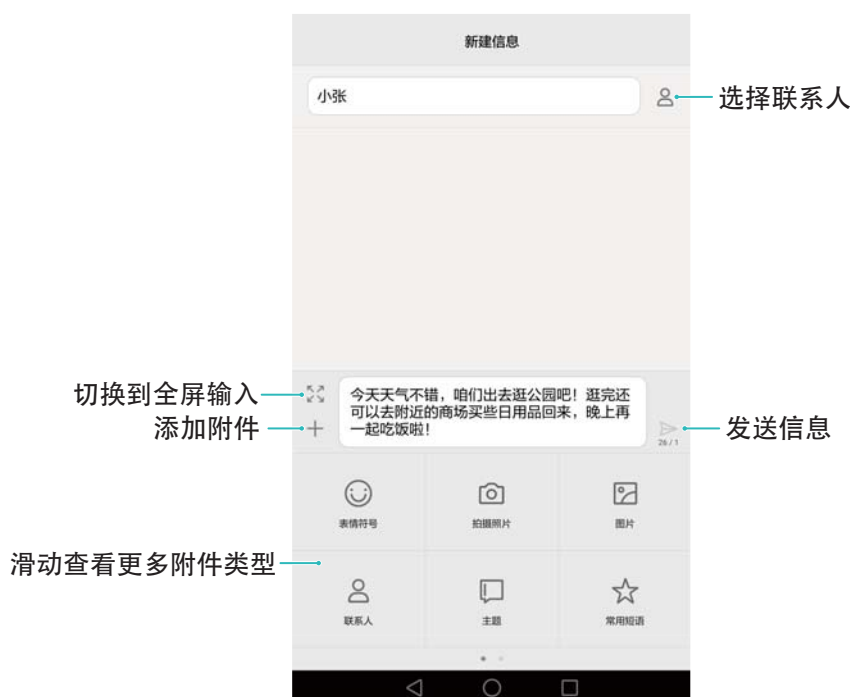 新建信息
小张
选择联系人
切换到全屏输入
添加附件
今天天气不错，咱们出去逛公园吧！逛完还
可以去附近的商场买些日用品回来，晚上再
一起吃饭啦！
26 / 1
发送信息
表情符号
拍摄照片
图片
滑动查看更多附件类型
联系人
主题
常用短语